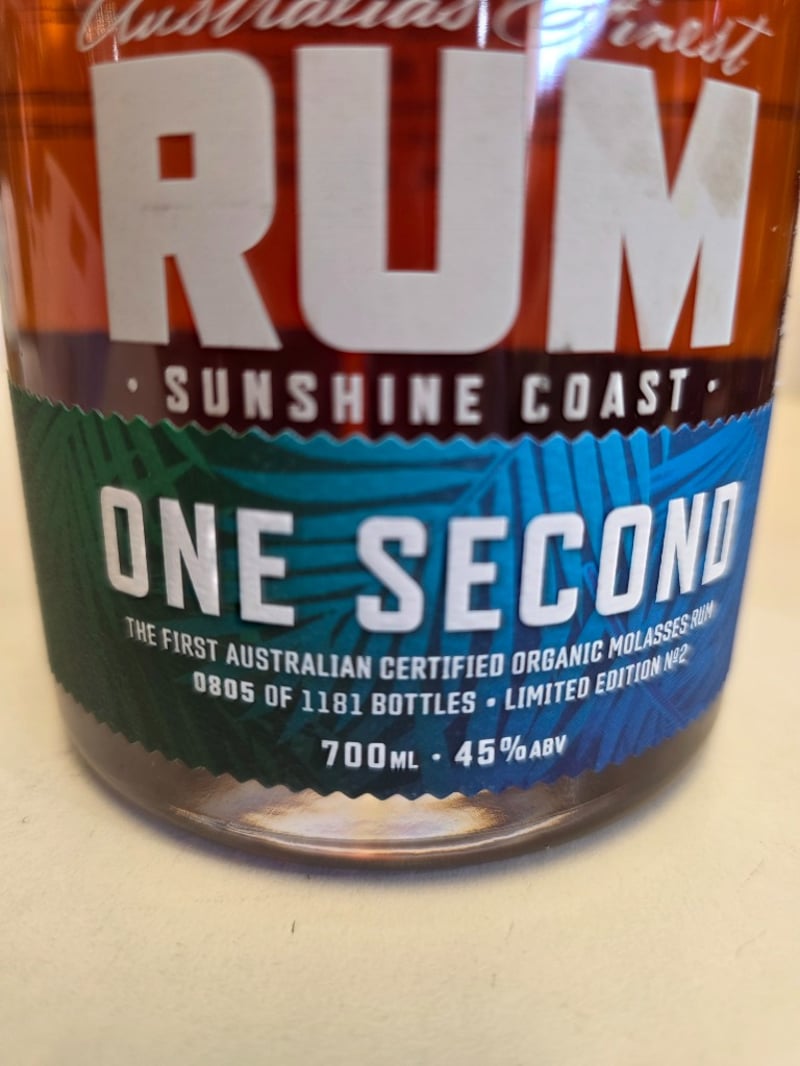 Australias Finest
RUM
· SUNSHINE COAST ·
ONE SECOND
THE FIRST AUSTRALIAN CERTIFIED ORGANIC MOLASSES RUM
0805 OF 1181 BOTTLES • LIMITED EDITION Nº2
700ML · 45% ABV